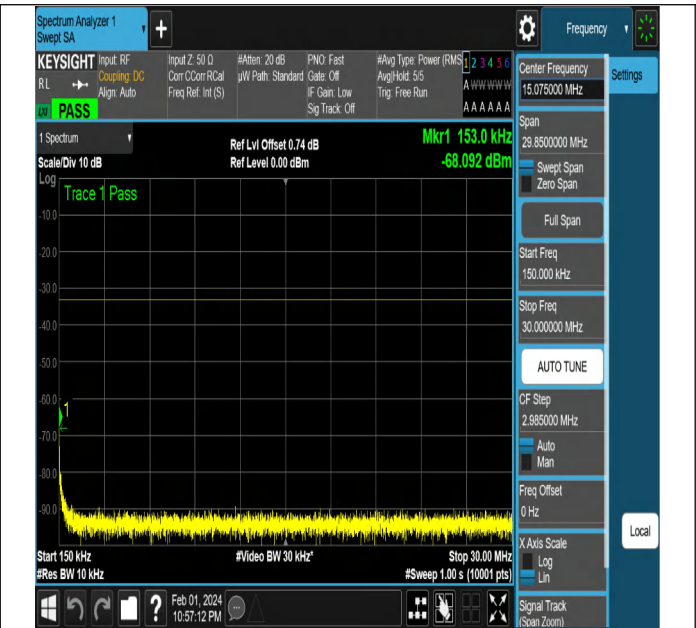 Spectrum Analyzer 1
Swept SA
+
Frequency
KEYSIGHT
RL
LXI
PASS
Input: RF
Coupling: DC
Align: Auto
Input Z: 50 Ω
Corr CCorr RCal
Freq Ref: Int (S)
#Atten: 20 dB
µW Path: Standard
PNO: Fast
Gate: Off
IF Gain: Low
Sig Track: Off
#Avg Type: Power (RMS
Avg|Hold: 5/5
Trig: Free Run
1 2 3 4 5 6
A W W W W W
A A A A A A
1 Spectrum
Scale/Div 10 dB
Ref Lvl Offset 0.74 dB
Ref Level 0.00 dBm
Mkr1 153.0 kHz
-68.092 dBm
Log
Trace 1 Pass
-10.0
-20.0
-30.0
-40.0
-50.0
-60.0
1
-70.0
-80.0
-90.0
Start 150 kHz
#Res BW 10 kHz
#Video BW 30 kHz*
Stop 30.00 MHz
#Sweep 1.00 s (10001 pts)
?
Feb 01, 2024
10:57:12 PM
Center Frequency
15.075000 MHz
Settings
Span
29.8500000 MHz
Swept Span
Zero Span
Full Span
Start Freq
150.000 kHz
Stop Freq
30.000000 MHz
AUTO TUNE
CF Step
2.985000 MHz
Auto
Man
Freq Offset
0 Hz
X Axis Scale
Log
Lin
Local
Signal Track
(Span Zoom)